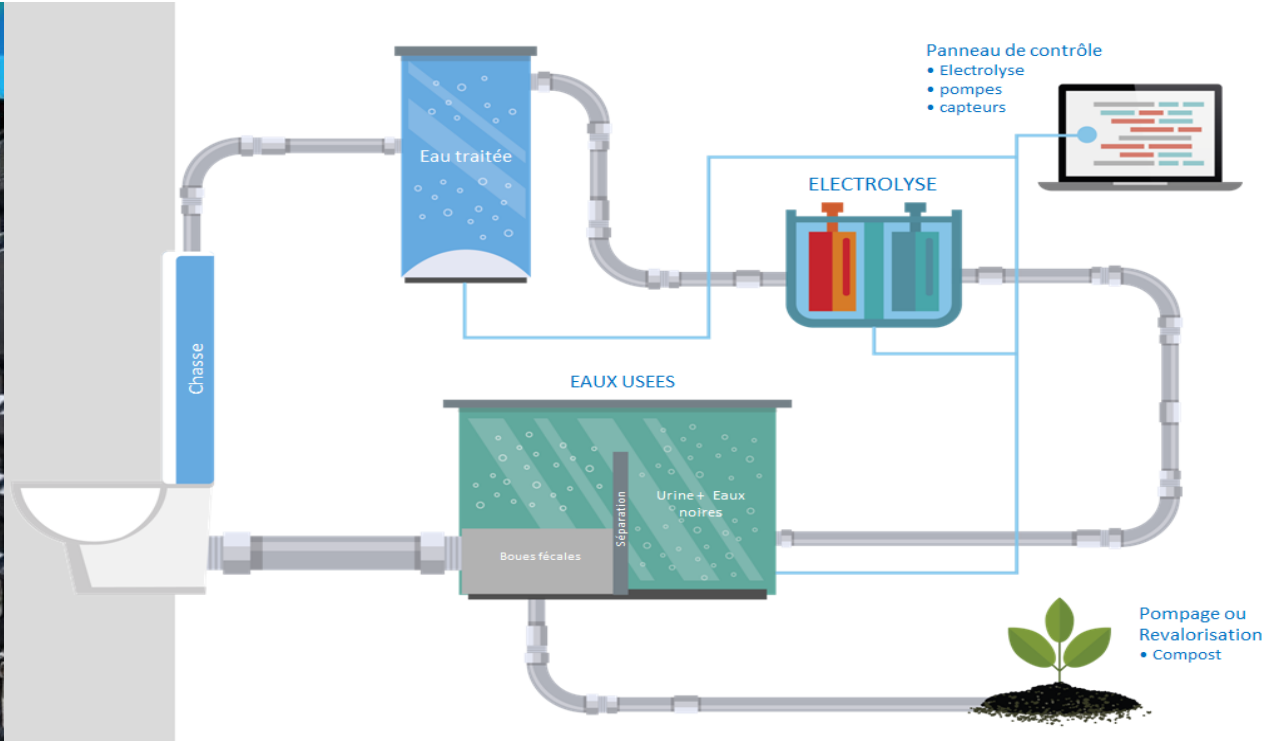 Panneau de contrôle
• Electrolyse
• pompes
• capteurs
Eau traitée
ELECTROLYSE
Chasse
EAUX USEES
Séparation
Urine+ Eaux
noires
Boues fécales
Pompage ou
Revalorisation
• Compost